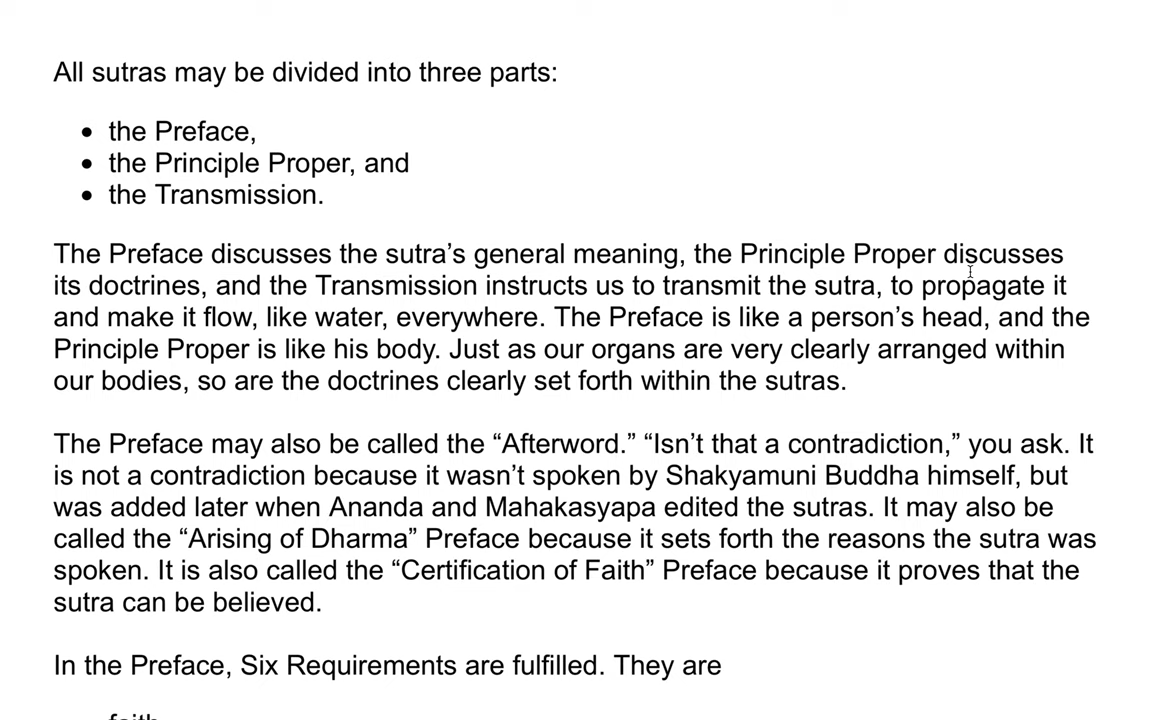 All sutras may be divided into three parts:
• the Preface,
• the Principle Proper, and
• the Transmission.
The Preface discusses the sutra’s general meaning, the Principle Proper discusses
its doctrines, and the Transmission instructs us to transmit the sutra, to propagate it
and make it flow, like water, everywhere. The Preface is like a person’s head, and the
Principle Proper is like his body. Just as our organs are very clearly arranged within
our bodies, so are the doctrines clearly set forth within the sutras.
The Preface may also be called the “Afterword.” “Isn’t that a contradiction,” you ask. It
is not a contradiction because it wasn’t spoken by Shakyamuni Buddha himself, but
was added later when Ananda and Mahakasyapa edited the sutras. It may also be
called the “Arising of Dharma” Preface because it sets forth the reasons the sutra was
spoken. It is also called the “Certification of Faith” Preface because it proves that the
sutra can be believed.
In the Preface, Six Requirements are fulfilled. They are
faith